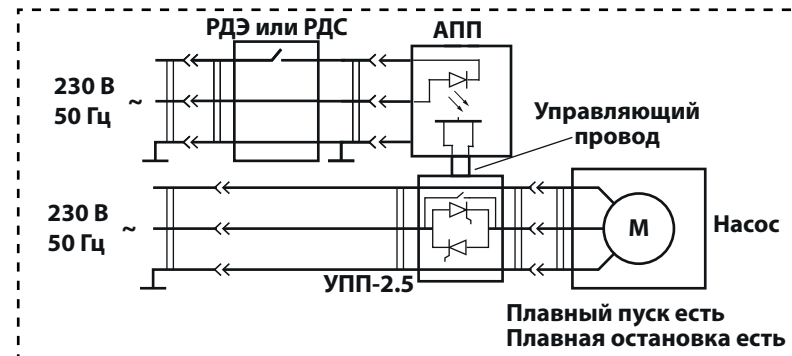 РДЭ или РДС
АПП
230 В
50 Гц
~
Управляющий
провод
230 В
50 Гц
~
М
Насос
УПП-2.5
Плавный пуск есть
Плавная остановка есть